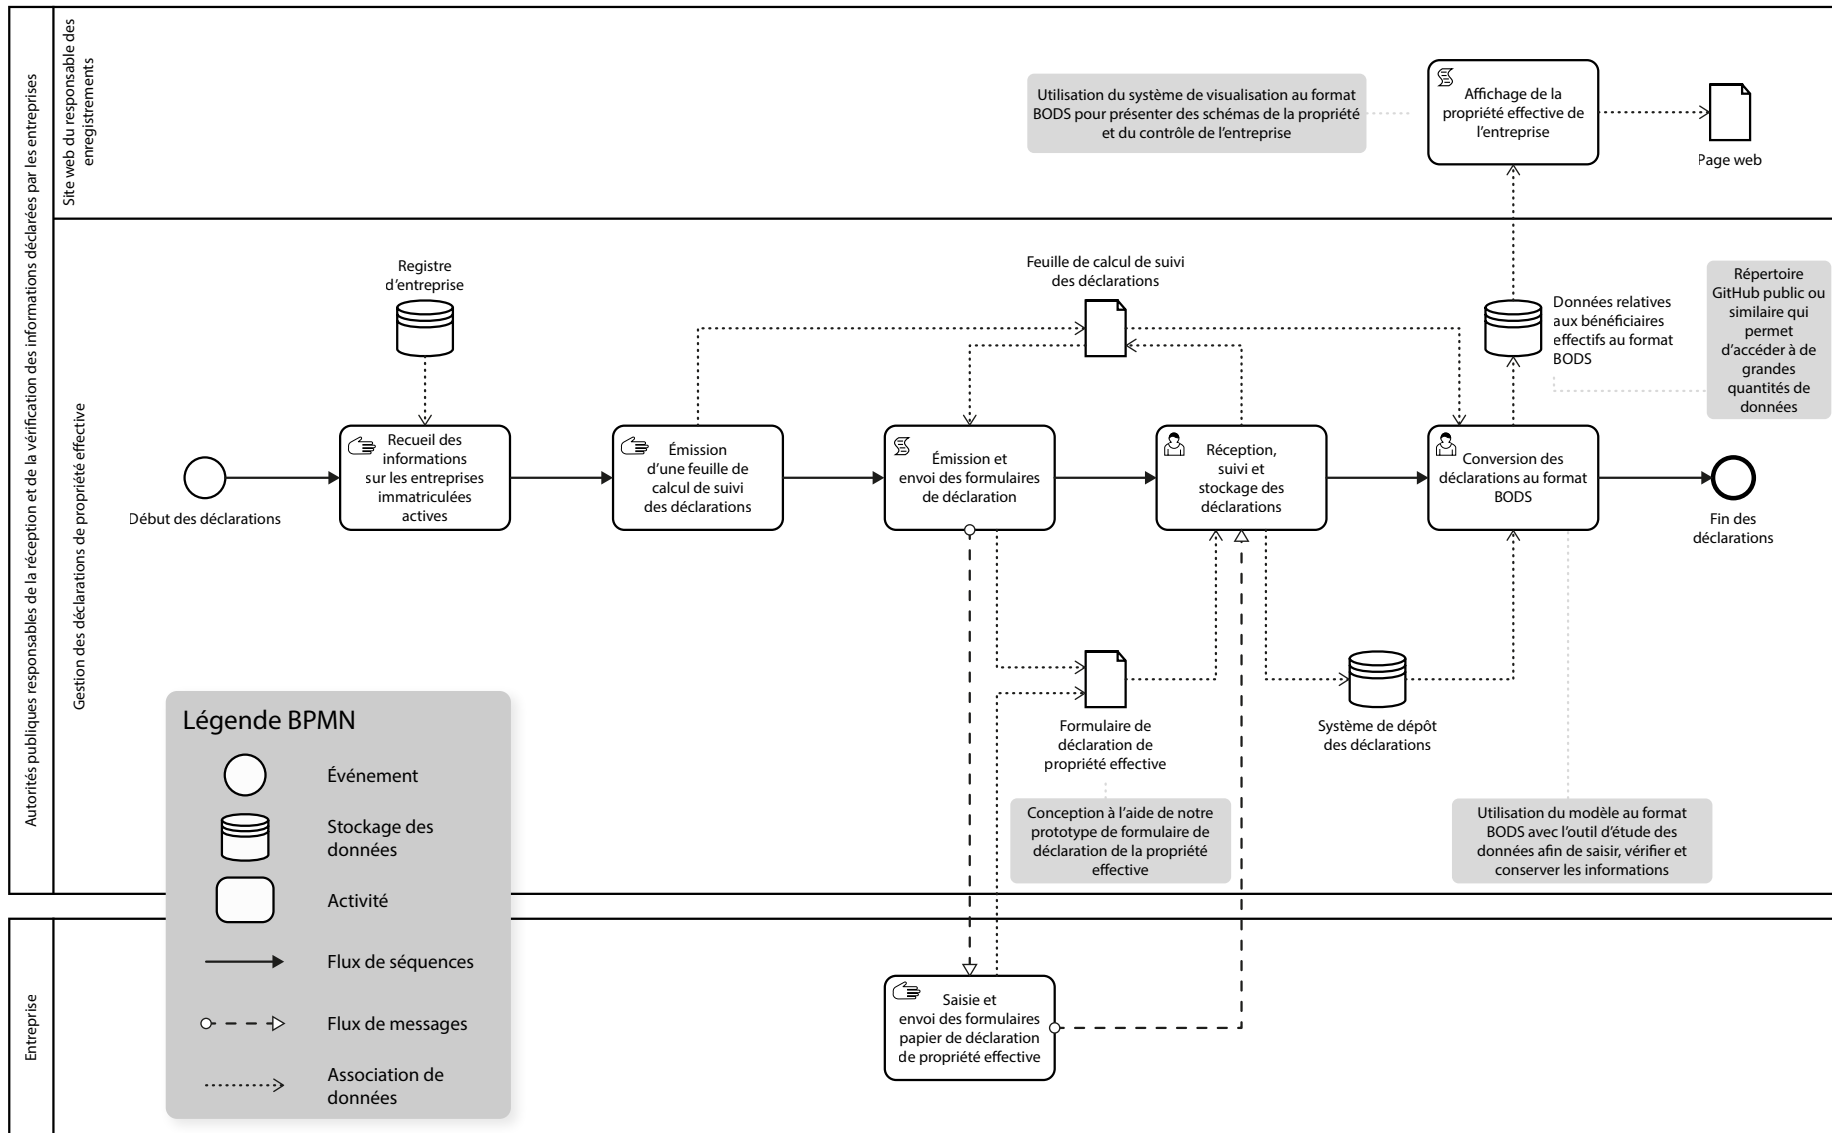 Autorités publiques responsables de la réception et de la vérification des informations déclarées par les entreprises
Site web du responsable des
enregistrements
Utilisation du système de visualisation au format
BODS pour présenter des schémas de la propriété
et du contrôle de l'entreprise
Affichage de la
propriété effective de
l'entreprise
Page web
Gestion des déclarations de propriété effective
Registre
d'entreprise
Feuille de calcul de suivi
des déclarations
Données relatives
aux bénéficiaires
effectifs au format
BODS
Répertoire
GitHub public ou
similaire qui
permet
d'accéder à de
grandes
quantités de
données
Début des déclarations
Recueil des
informations
sur les entreprises
immatriculées
actives
Émission
d'une feuille de
calcul de suivi
des déclarations
Émission et
envoi des formulaires
de déclaration
Réception,
suivi et
stockage des
déclarations
Conversion des
déclarations au format
BODS
Fin des
déclarations
Formulaire de
déclaration de
propriété effective
Système de dépôt
des déclarations
Conception à l'aide de notre
prototype de formulaire de
déclaration de la propriété
effective
Utilisation du modèle au format
BODS avec l'outil d'étude des
données afin de saisir, vérifier et
conserver les informations
Légende BPMN
Événement
Stockage des
données
Activité
Flux de séquences
Flux de messages
Association de
données
Entreprise
Saisie et
envoi des formulaires
papier de déclaration
de propriété effective